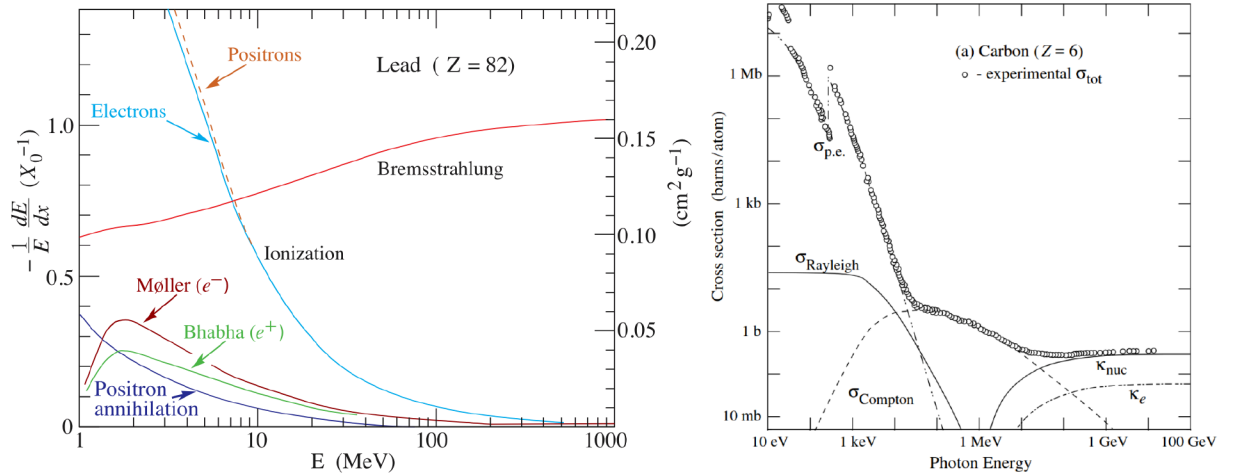 Positrons
Lead ( Z = 82)
Electrons
Bremsstrahlung
Ionization
Møller (e−)
Bhabha (e+)
Positron
annihilation
1.0
0.5
0
− 1/E dE/dx (X0−1)
0.20
0.15
0.10
0.05
(cm2 g−1)
1
10
100
1000
E (MeV)
(a) Carbon (Z = 6)
o - experimental σtot
σp.e.
σRayleigh
σCompton
κnuc
κe
1 Mb
1 kb
1 b
10 mb
Cross section (barns/atom)
10 eV
1 keV
1 MeV
1 GeV
100 GeV
Photon Energy